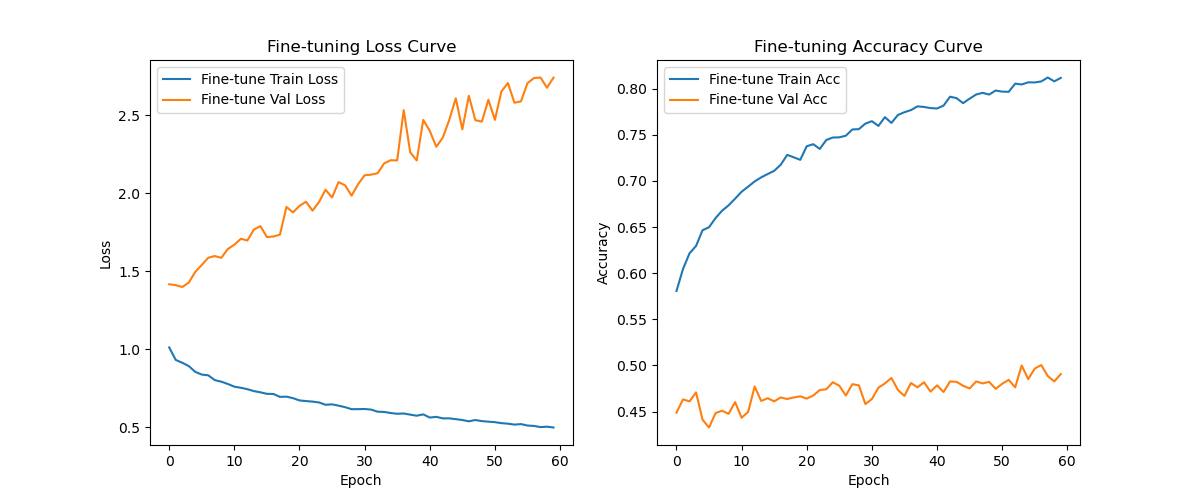 Fine-tuning Loss Curve
Fine-tune Train Loss
Fine-tune Val Loss
2.5
2.0
1.5
1.0
0.5
Loss
0 10 20 30 40 50 60
Epoch
Fine-tuning Accuracy Curve
Fine-tune Train Acc
Fine-tune Val Acc
0.80
0.75
0.70
0.65
0.60
0.55
0.50
0.45
Accuracy
0 10 20 30 40 50 60
Epoch